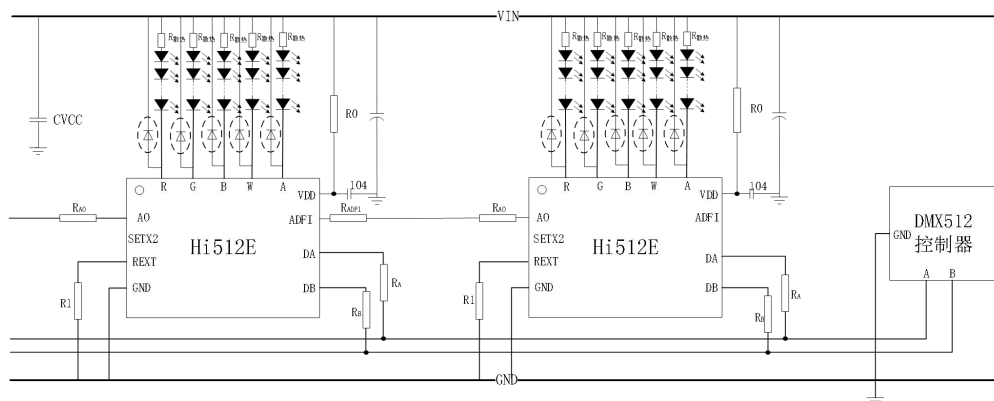 VIN
R散热 R散热 R散热 R散热 R散热
R散热 R散热 R散热 R散热 R散热
CVCC
R0
R0
R G B W A
R G B W A
VDD 104
VDD 104
RA0 AO ADFI RADFI
RA0 AO ADFI
SETX2
SETX2
Hi512E
Hi512E
REXT DA
REXT DA
GND DB
GND DB
R1 RB RA
R1 RB RA
DMX512
控制器
GND
A B
GND